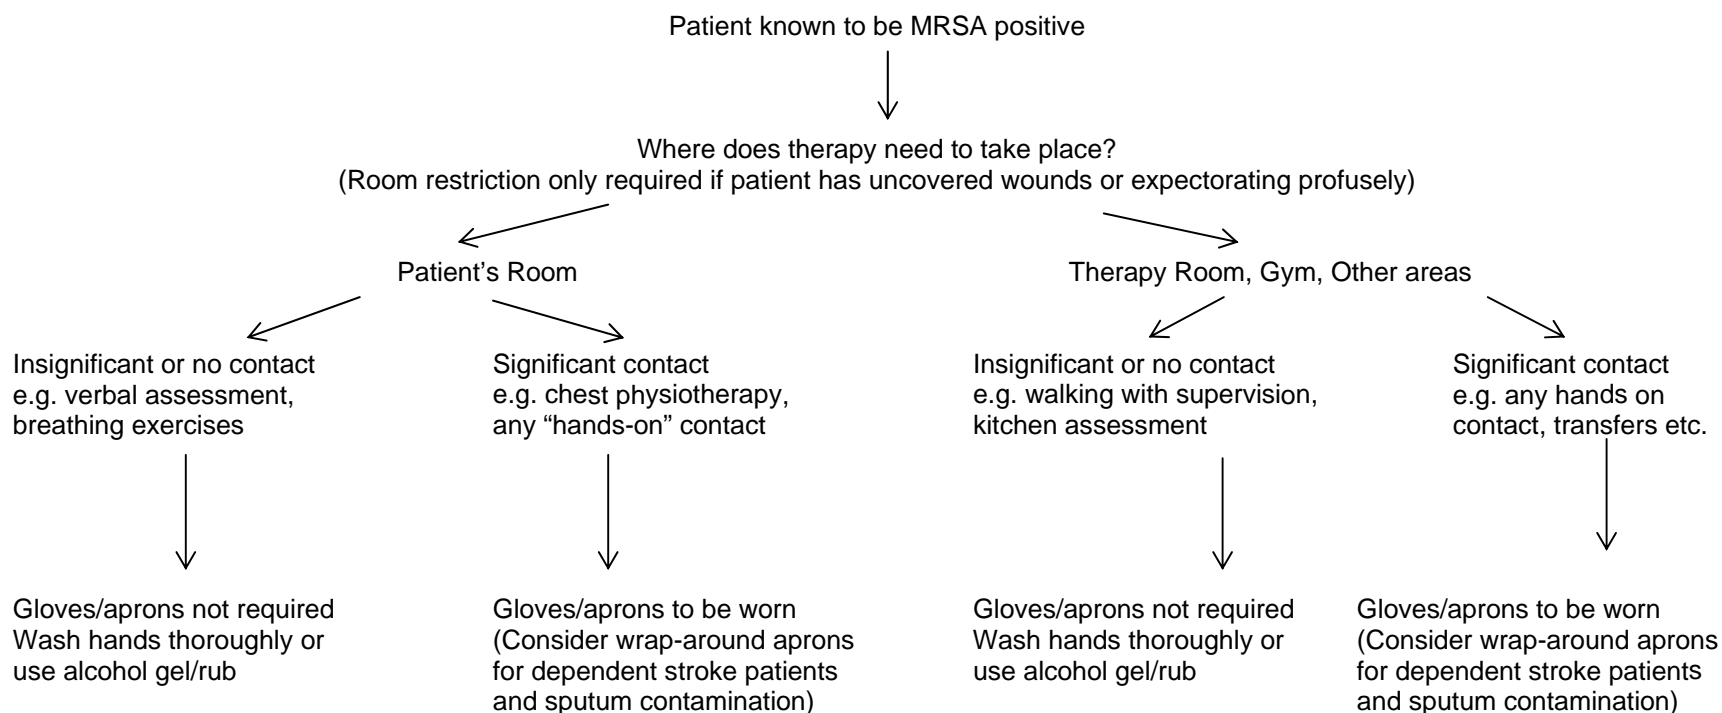 Patient known to be MRSA positive
Where does therapy need to take place?
(Room restriction only required if patient has uncovered wounds or expectorating profusely)
Patient’s Room
Therapy Room, Gym, Other areas
Insignificant or no contact
e.g. verbal assessment,
breathing exercises
Significant contact
e.g. chest physiotherapy,
any “hands-on” contact
Insignificant or no contact
e.g. walking with supervision,
kitchen assessment
Significant contact
e.g. any hands on
contact, transfers etc.
Gloves/aprons not required
Wash hands thoroughly or
use alcohol gel/rub
Gloves/aprons to be worn
(Consider wrap-around aprons
for dependent stroke patients
and sputum contamination)
Gloves/aprons not required
Wash hands thoroughly or
use alcohol gel/rub
Gloves/aprons to be worn
(Consider wrap-around aprons
for dependent stroke patients
and sputum contamination)